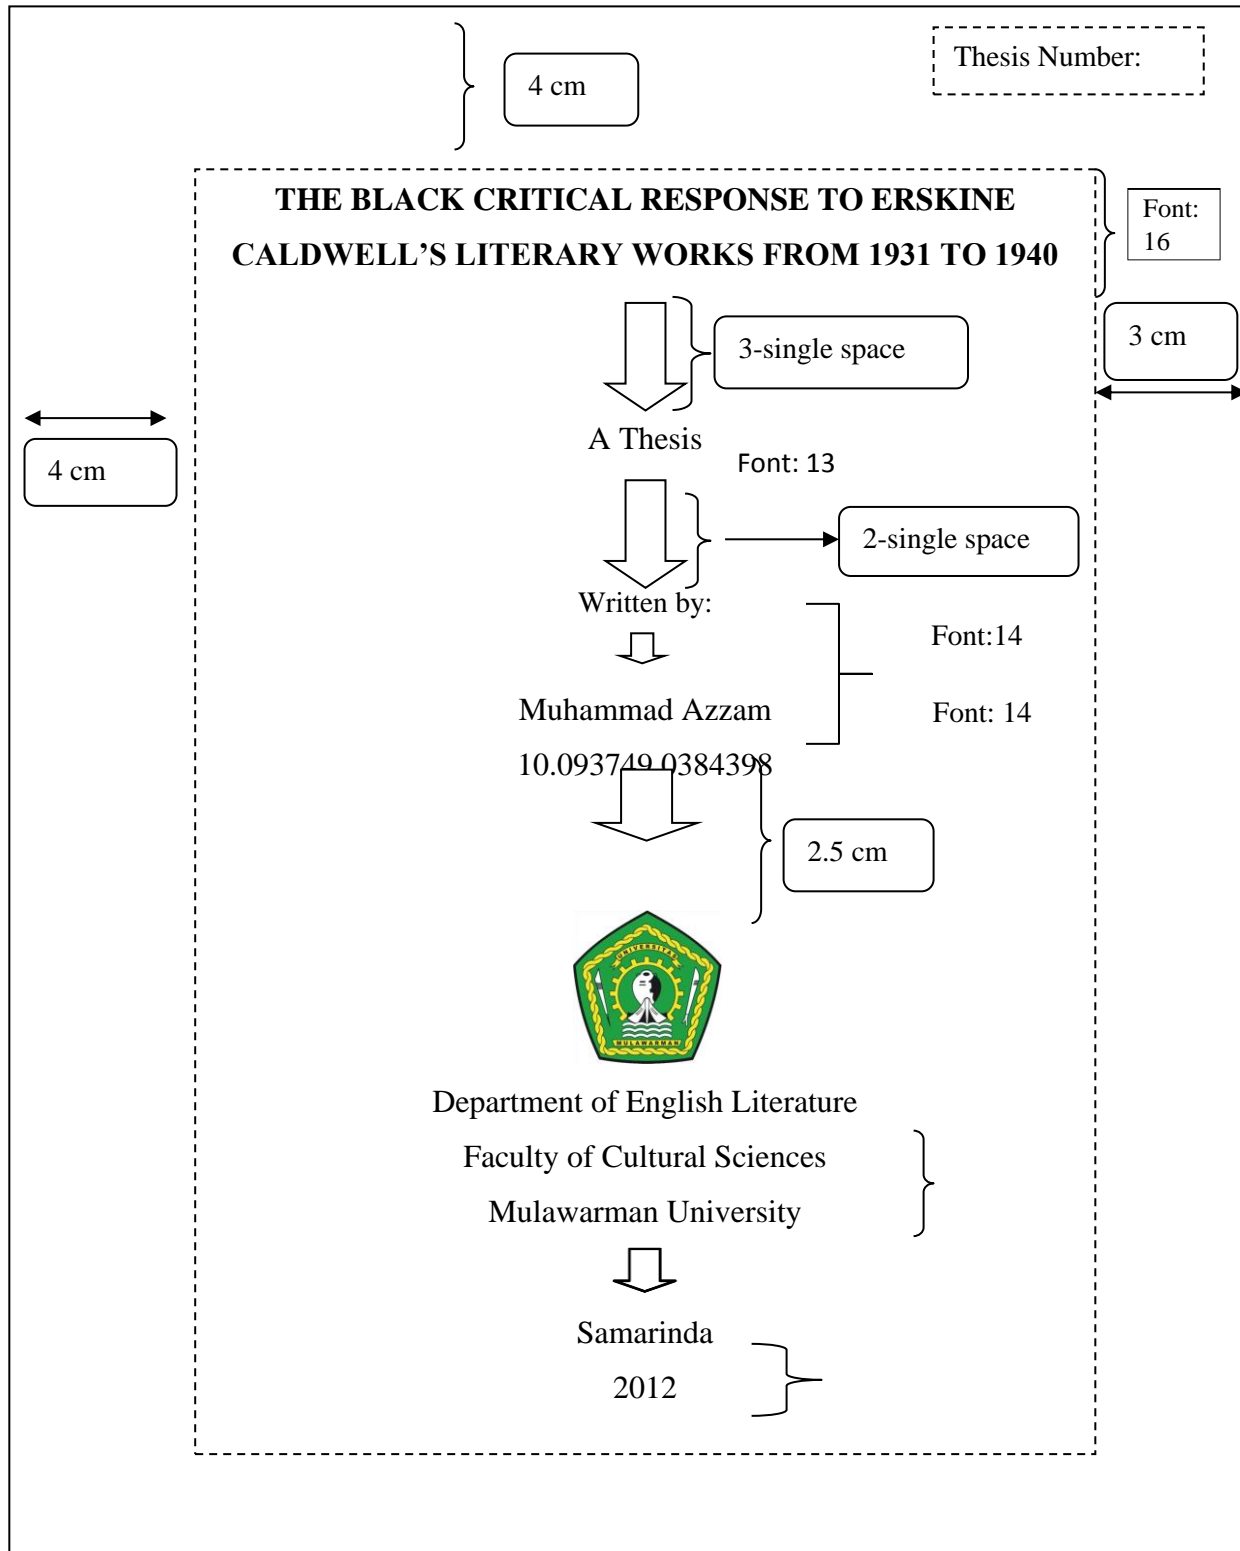 4 cm
Thesis Number:
THE BLACK CRITICAL RESPONSE TO ERSKINE
CALDWELL’S LITERARY WORKS FROM 1931 TO 1940
Font:
16
3-single space
3 cm
A Thesis
Font: 13
4 cm
2-single space
Written by:
Font:14
Muhammad Azzam
Font: 14
10.093749.0384398
2.5 cm
UNIVERSITAS
MULAWARMAN
Department of English Literature
Faculty of Cultural Sciences
Mulawarman University
Samarinda
2012